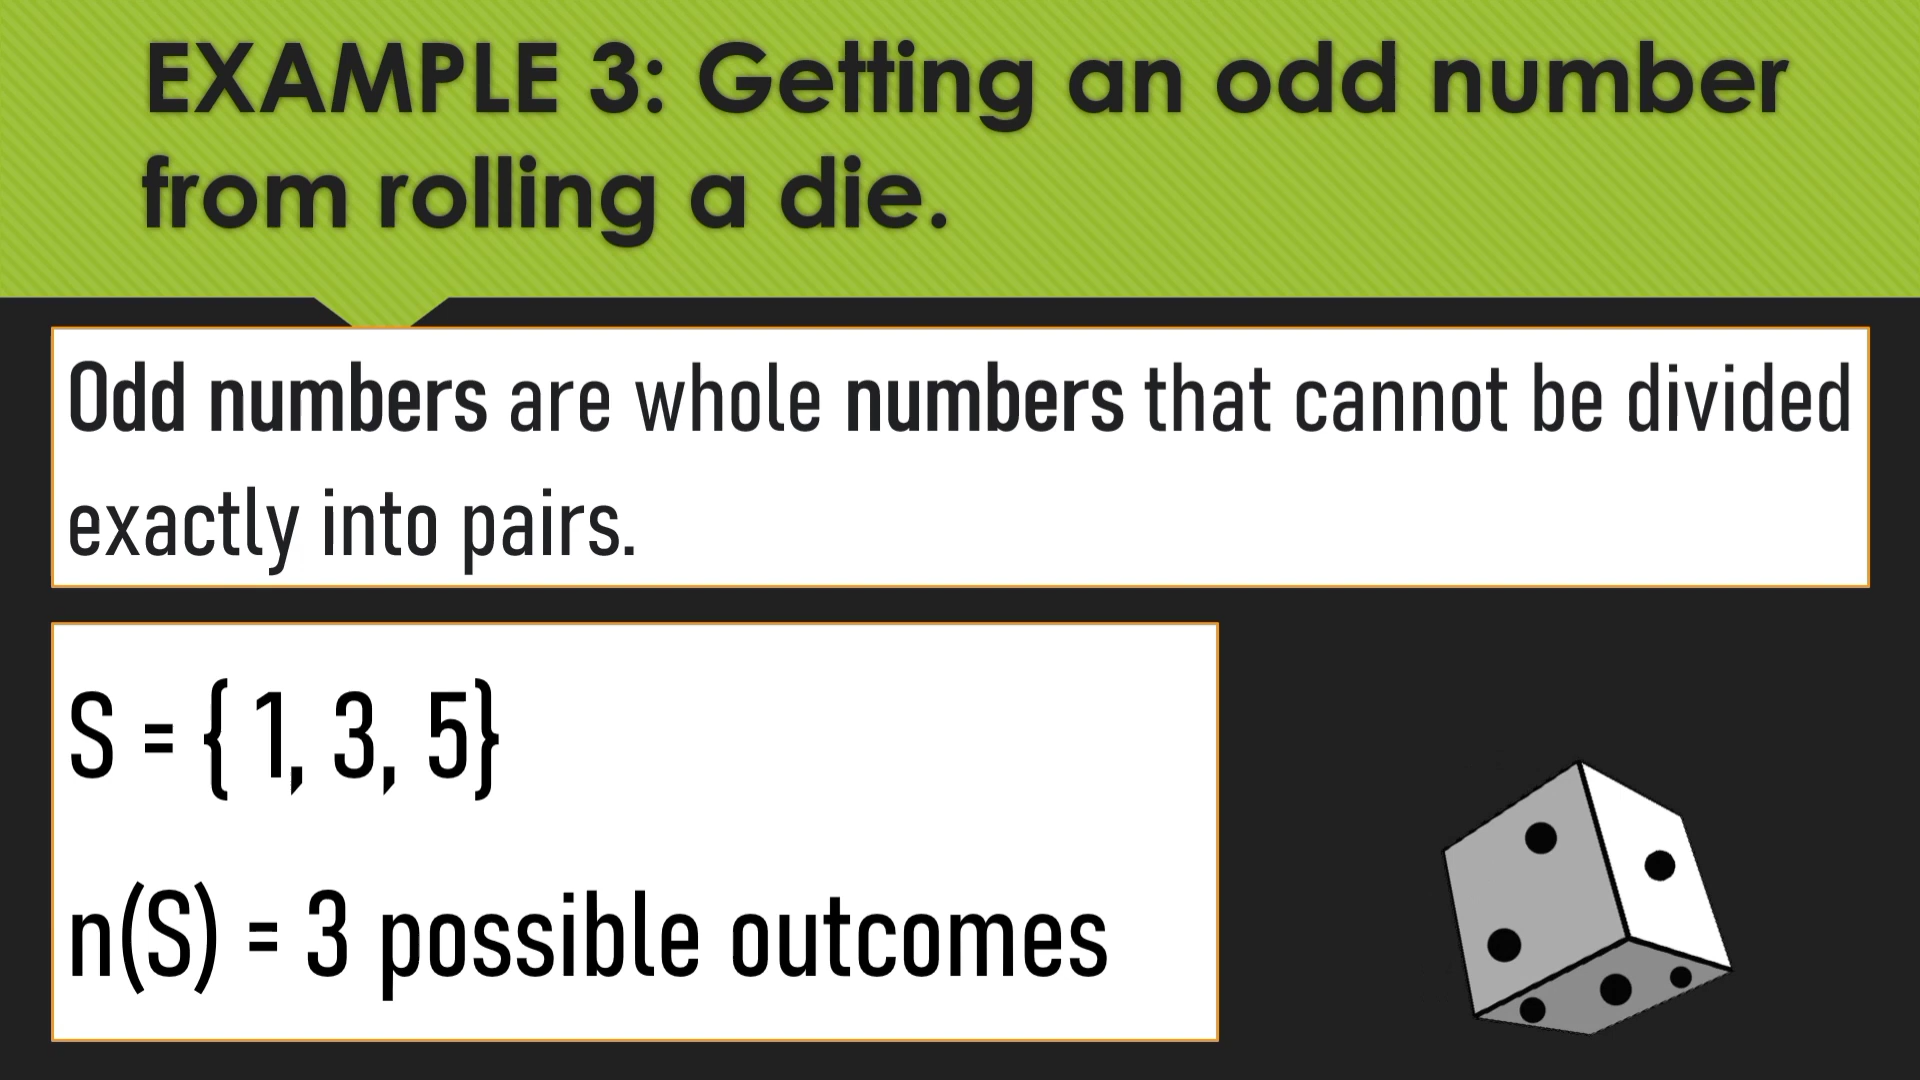 EXAMPLE 3: Getting an odd number
from rolling a die.
Odd numbers are whole numbers that cannot be divided
exactly into pairs.
S = { 1, 3, 5}
n(S) = 3 possible outcomes